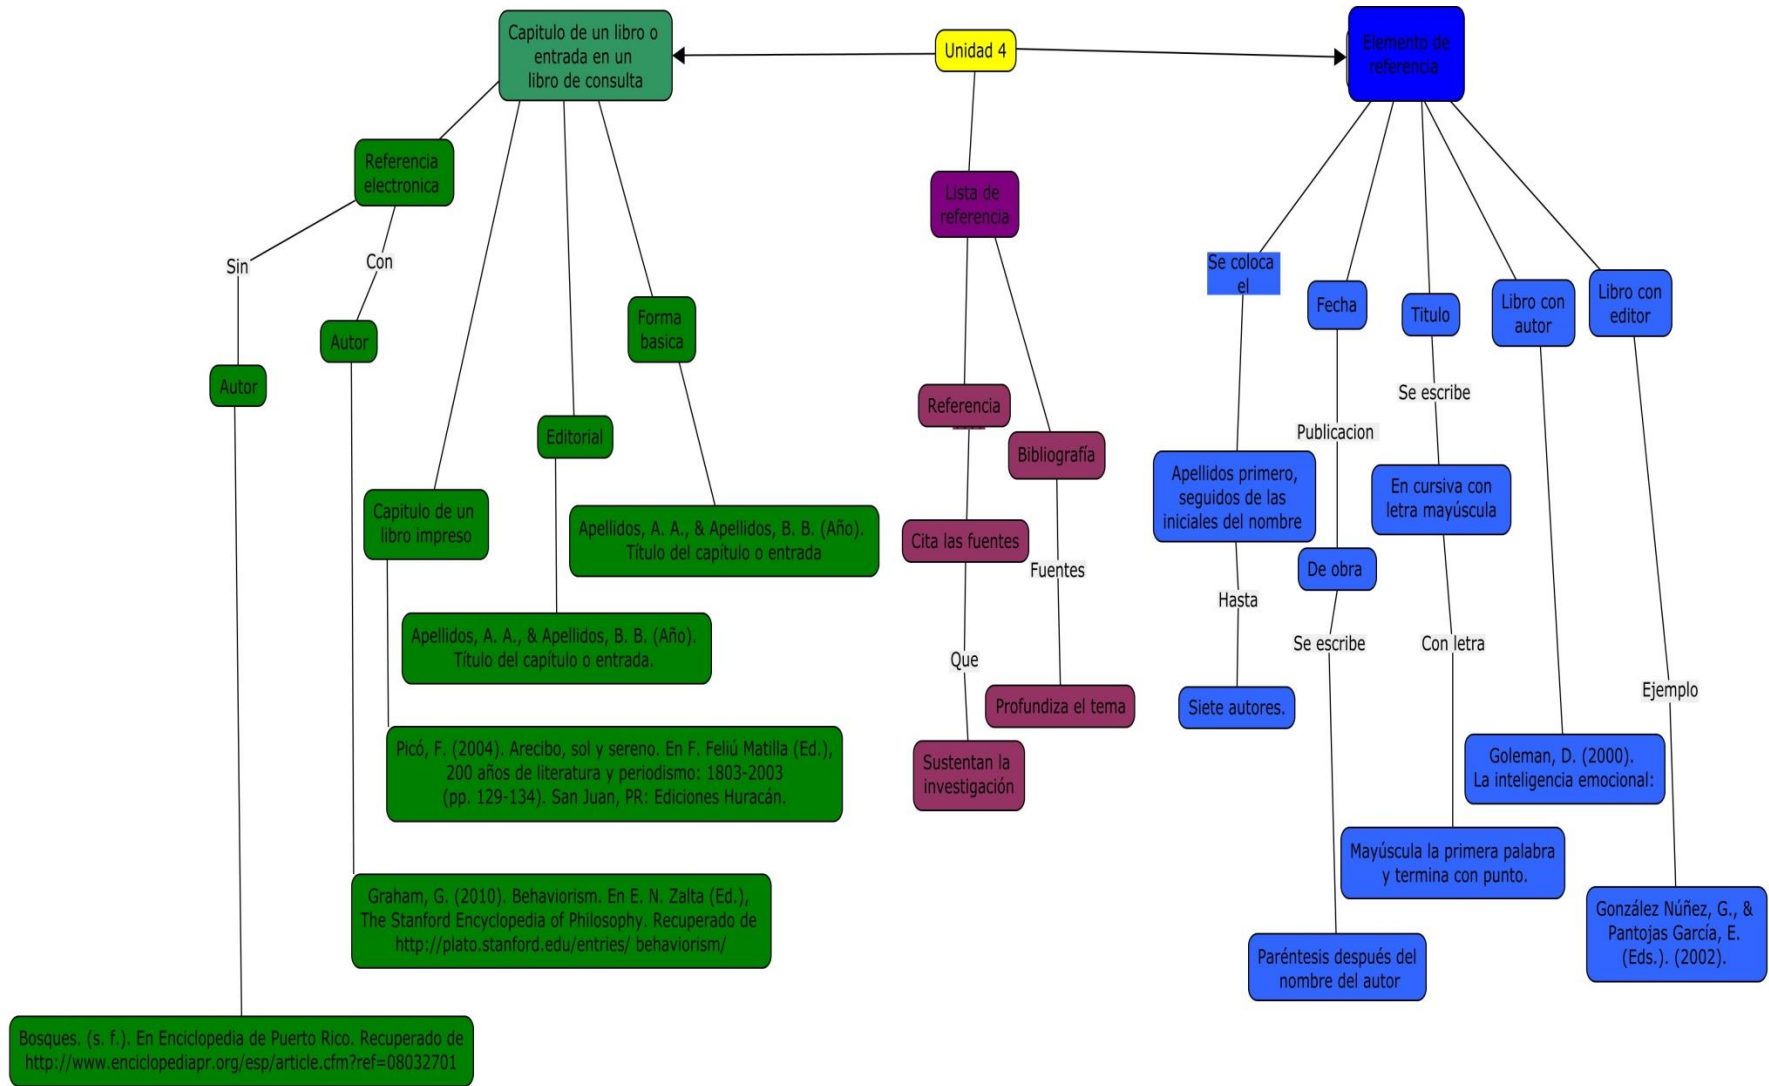 Capitulo de un libro o
entrada en un
libro de consulta
Unidad 4
Elemento de
referencia
Referencia
electronica
Sin
Con
Autor
Autor
Forma
basica
Editorial
Capitulo de un
libro impreso
Apellidos, A. A., & Apellidos, B. B. (Año).
Título del capítulo o entrada
Apellidos, A. A., & Apellidos, B. B. (Año).
Título del capítulo o entrada.
Picó, F. (2004). Arecibo, sol y sereno. En F. Feliú Matilla (Ed.),
200 años de literatura y periodismo: 1803-2003
(pp. 129-134). San Juan, PR: Ediciones Huracán.
Graham, G. (2010). Behaviorism. En E. N. Zalta (Ed.),
The Stanford Encyclopedia of Philosophy. Recuperado de
http://plato.stanford.edu/entries/ behaviorism/
Bosques. (s. f.). En Enciclopedia de Puerto Rico. Recuperado de
http://www.enciclopediapr.org/esp/article.cfm?ref=08032701
Lista de
referencia
Referencia
Bibliografía
Cita las fuentes
Fuentes
Que
Profundiza el tema
Sustentan la
investigación
Se coloca
el
Fecha
Titulo
Libro con
autor
Libro con
editor
Se escribe
Publicacion
Apellidos primero,
seguidos de las
iniciales del nombre
En cursiva con
letra mayúscula
De obra
Hasta
Se escribe
Con letra
Ejemplo
Siete autores.
Goleman, D. (2000).
La inteligencia emocional:
Mayúscula la primera palabra
y termina con punto.
González Núñez, G., &
Pantojas García, E.
(Eds.). (2002).
Paréntesis después del
nombre del autor